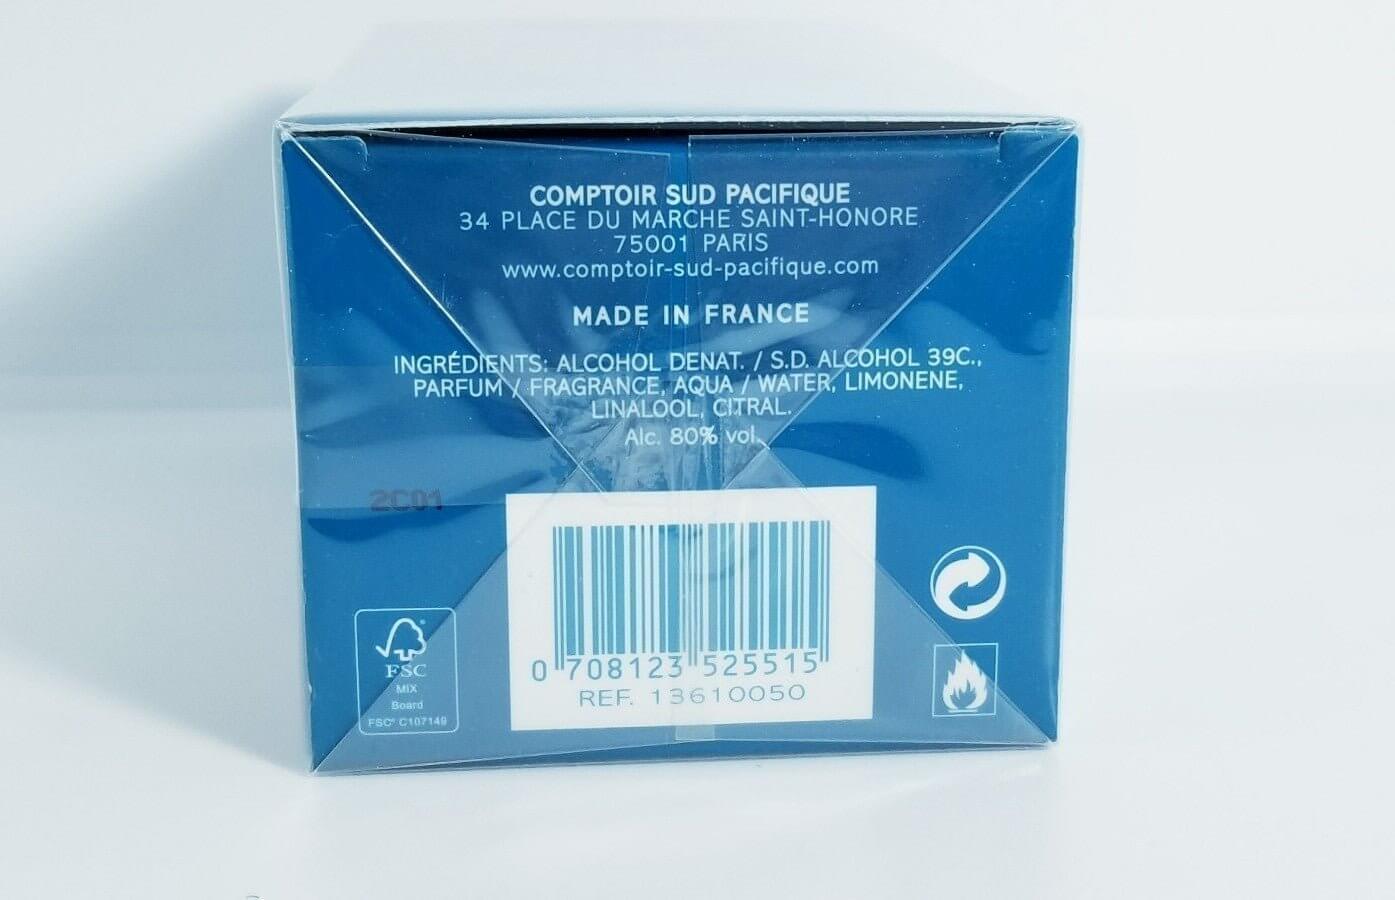 COMPTOIR SUD PACIFIQUE
34 PLACE DU MARCHE SAINT-HONORE
75001 PARIS
www.comptoir-sud-pacifique.com
MADE IN FRANCE
INGRÉDIENTS: ALCOHOL DENAT. / S.D. ALCOHOL 39C.,
PARFUM / FRAGRANCE, AQUA / WATER, LIMONENE,
LINALOOL, CITRAL.
Alc. 80% vol.
2C01
0 708123 525515
REF. 13610050
FSC
MIX
Board
FSC® C107149